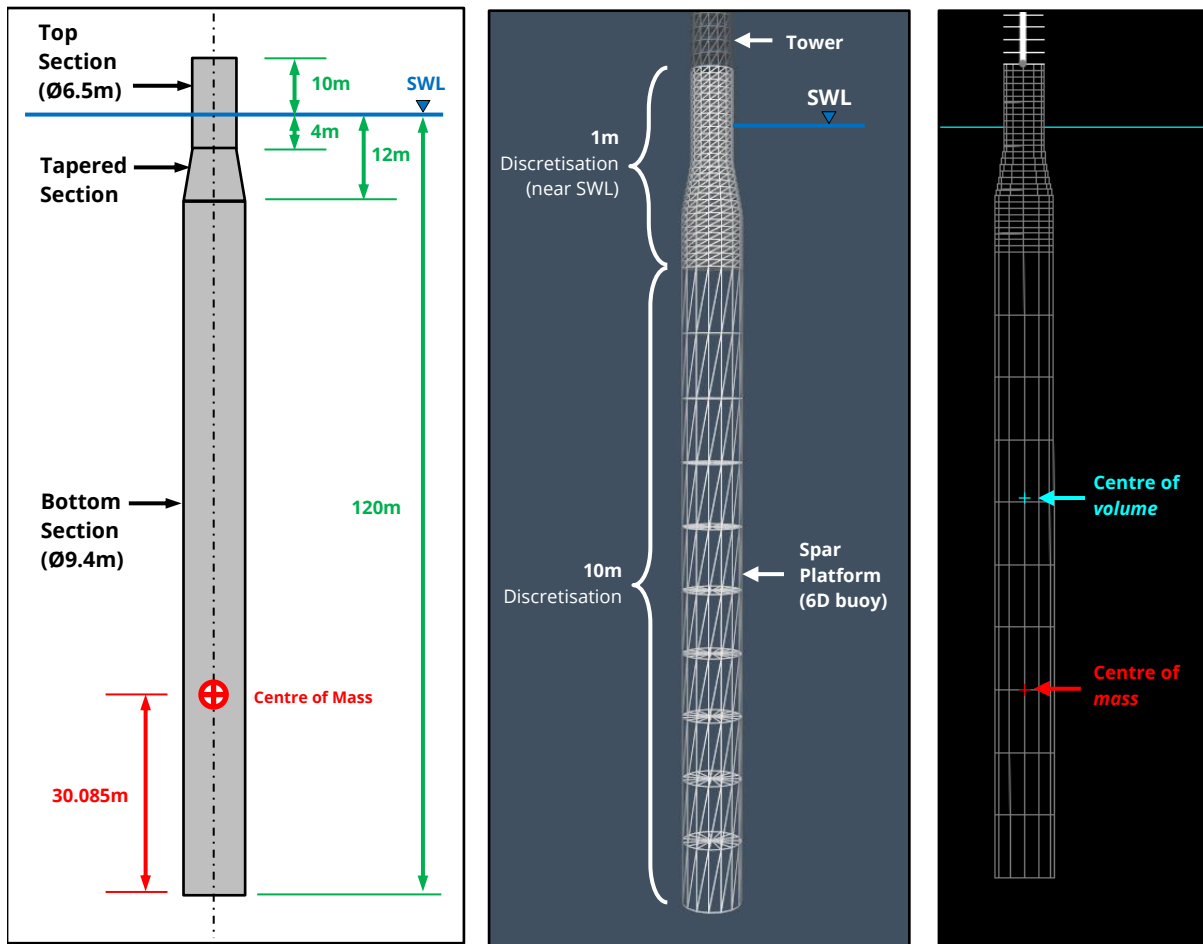 Top
Section
(Ø6.5m)
10m
SWL
4m
12m
Tapered
Section
Bottom
Section
(Ø9.4m)
120m
Centre of Mass
30.085m
Tower
SWL
1m
Discretisation
(near SWL)
10m
Discretisation
Spar
Platform
(6D buoy)
Centre of
volume
Centre of
mass